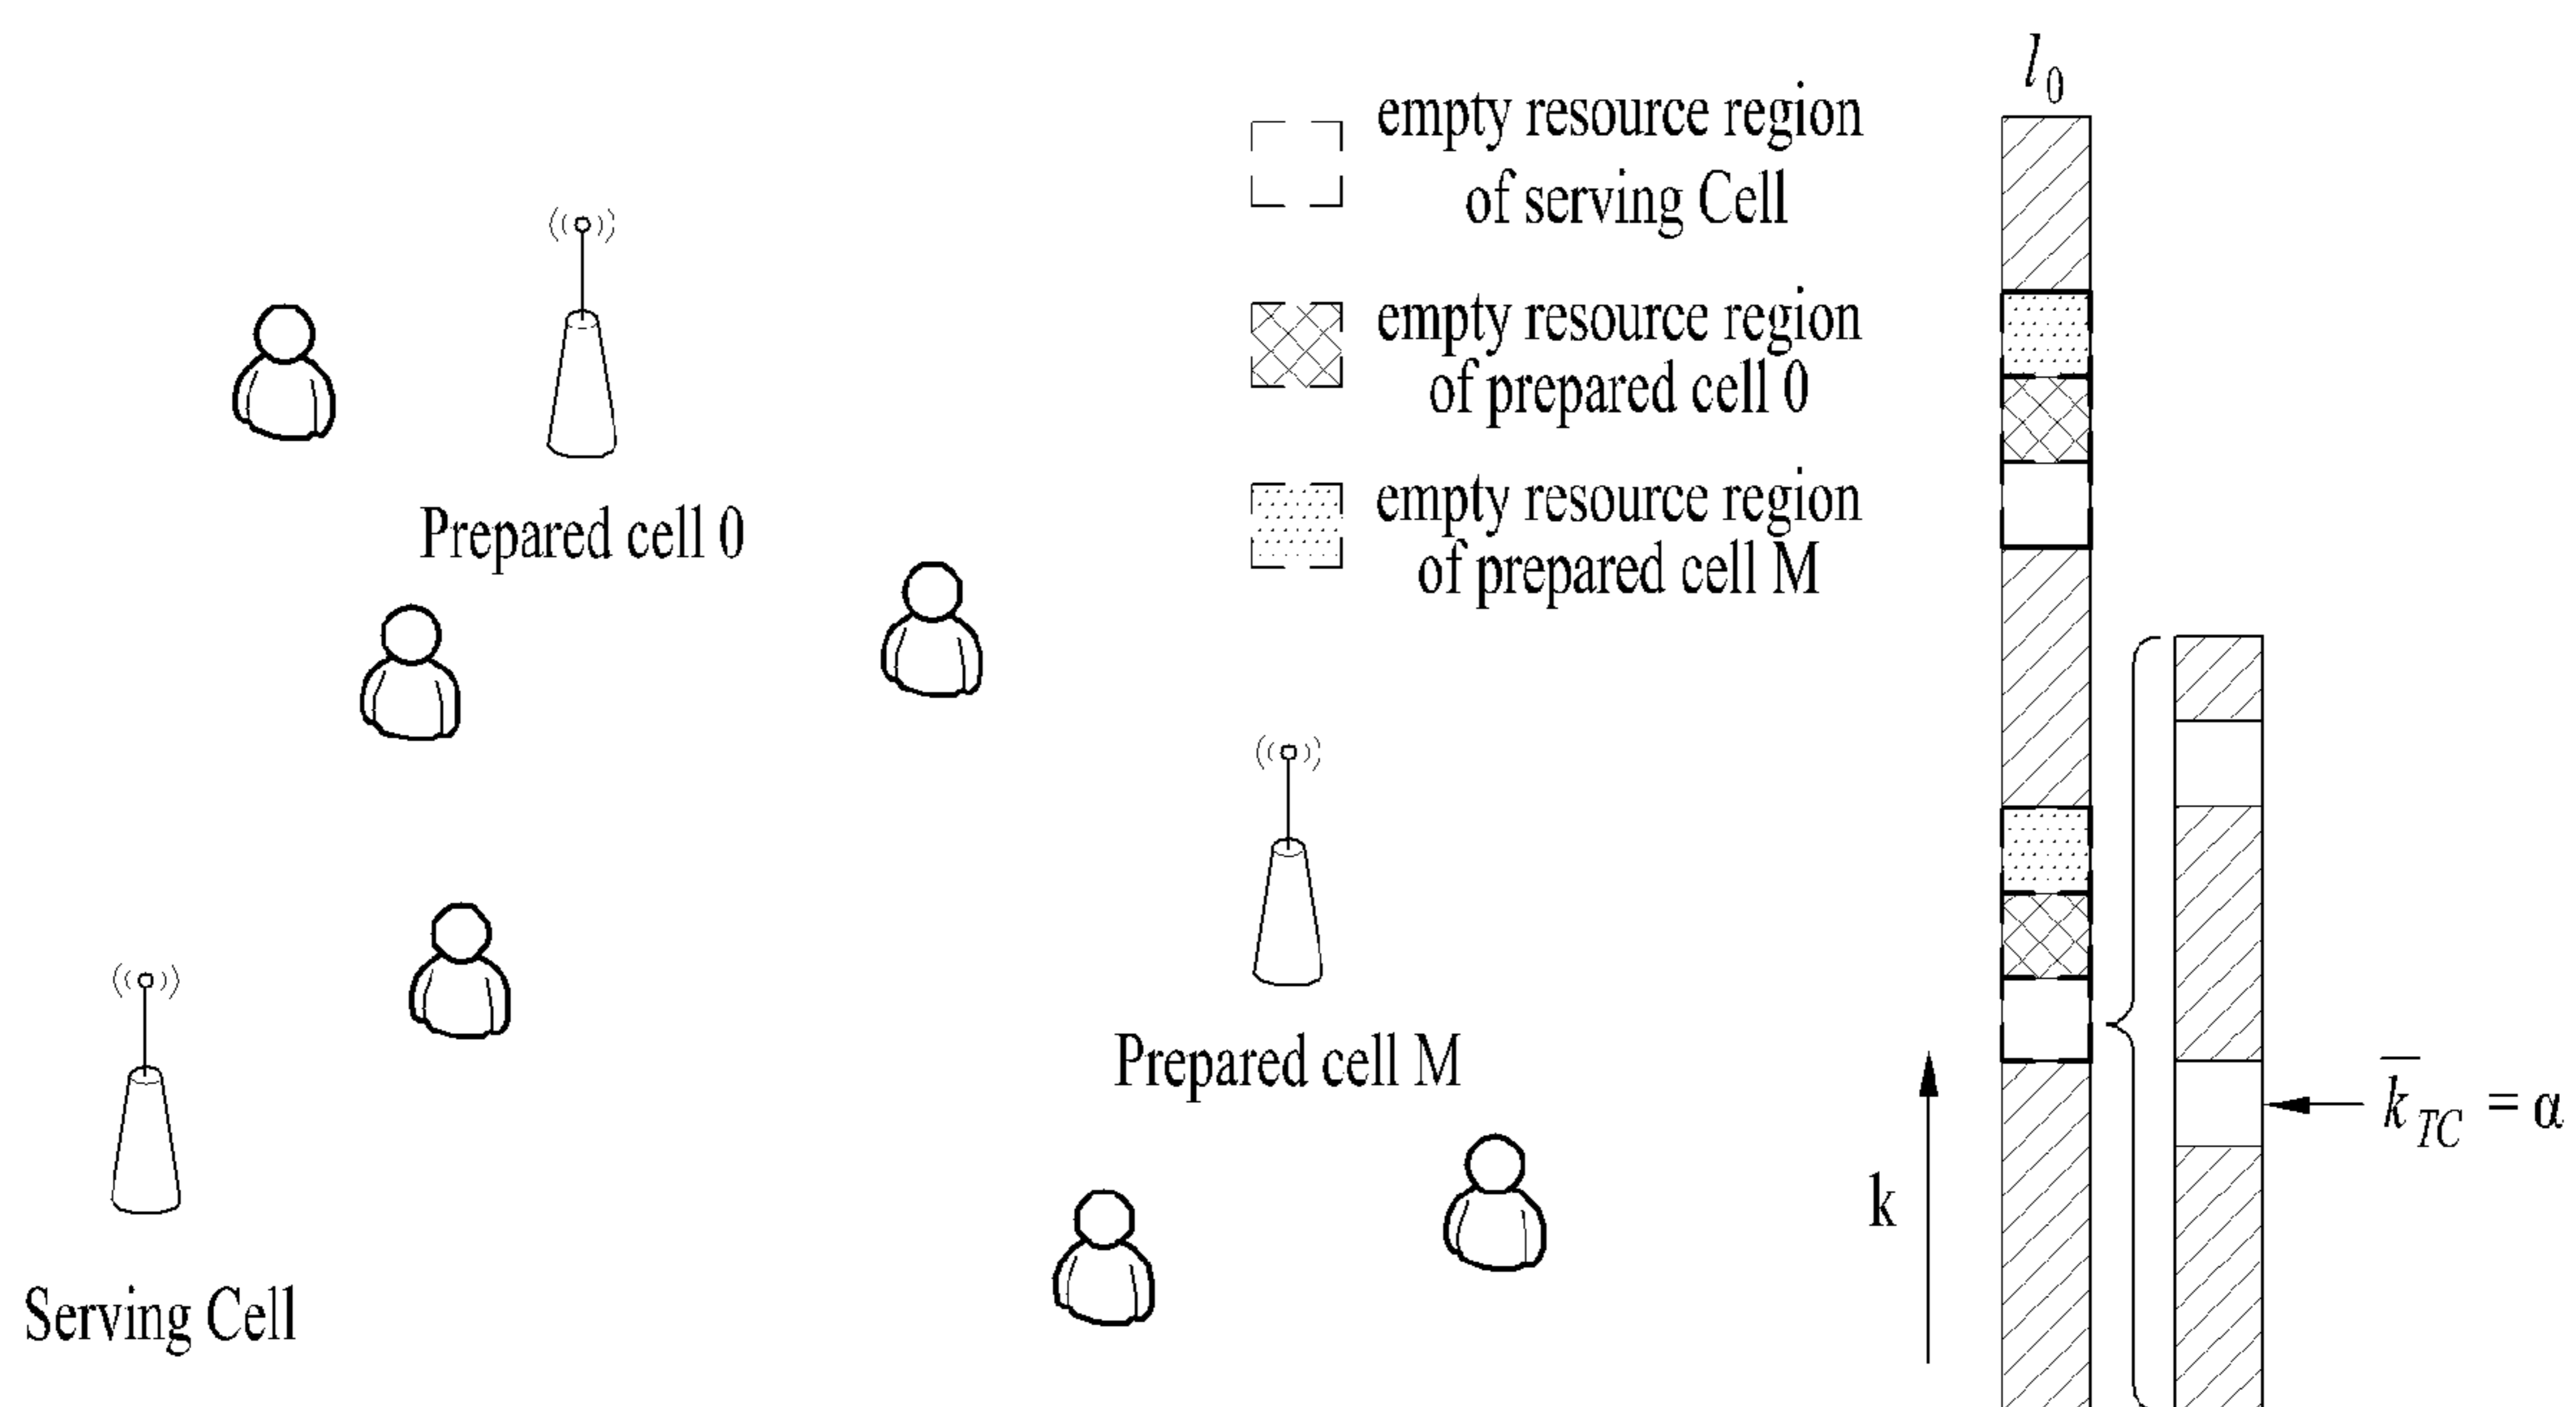 l0
empty resource region
of serving Cell
empty resource region
of prepared cell 0
empty resource region
of prepared cell M
Prepared cell 0
Prepared cell M
Serving Cell
k
k̅TC = α